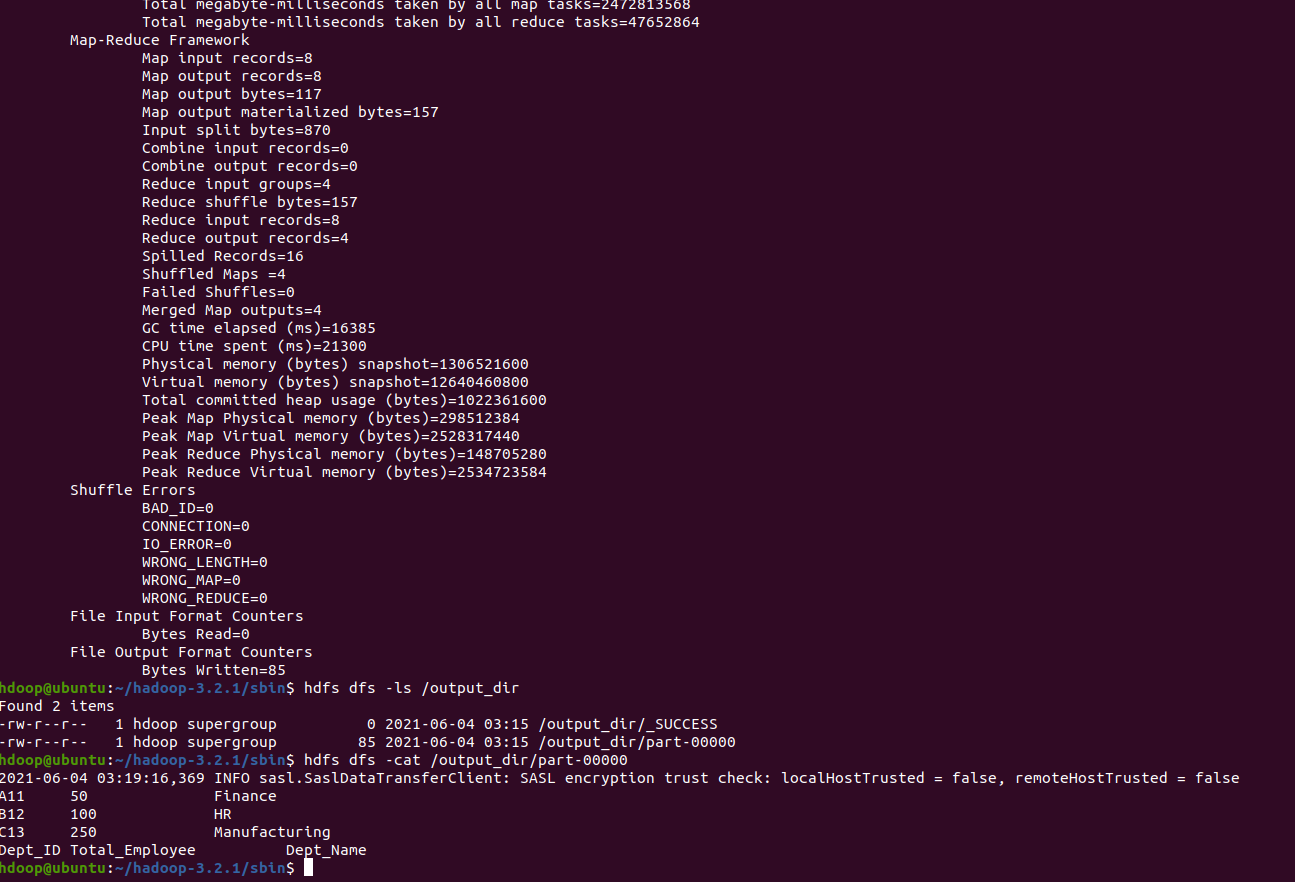 Total megabyte-milliseconds taken by all map tasks=2472813568
Total megabyte-milliseconds taken by all reduce tasks=47652864
Map-Reduce Framework
Map input records=8
Map output records=8
Map output bytes=117
Map output materialized bytes=157
Input split bytes=870
Combine input records=0
Combine output records=0
Reduce input groups=4
Reduce shuffle bytes=157
Reduce input records=8
Reduce output records=4
Spilled Records=16
Shuffled Maps =4
Failed Shuffles=0
Merged Map outputs=4
GC time elapsed (ms)=16385
CPU time spent (ms)=21300
Physical memory (bytes) snapshot=1306521600
Virtual memory (bytes) snapshot=12640460800
Total committed heap usage (bytes)=1022361600
Peak Map Physical memory (bytes)=298512384
Peak Map Virtual memory (bytes)=2528317440
Peak Reduce Physical memory (bytes)=148705280
Peak Reduce Virtual memory (bytes)=2534723584
Shuffle Errors
BAD_ID=0
CONNECTION=0
IO_ERROR=0
WRONG_LENGTH=0
WRONG_MAP=0
WRONG_REDUCE=0
File Input Format Counters
Bytes Read=0
File Output Format Counters
Bytes Written=85
hdoop@ubuntu:~/hadoop-3.2.1/sbin$ hdfs dfs -ls /output_dir
Found 2 items
-rw-r--r--   1 hdoop supergroup          0 2021-06-04 03:15 /output_dir/_SUCCESS
-rw-r--r--   1 hdoop supergroup         85 2021-06-04 03:15 /output_dir/part-00000
hdoop@ubuntu:~/hadoop-3.2.1/sbin$ hdfs dfs -cat /output_dir/part-00000
2021-06-04 03:19:16,369 INFO sasl.SaslDataTransferClient: SASL encryption trust check: localHostTrusted = false, remoteHostTrusted = false
A11     50              Finance
B12     100             HR
C13     250             Manufacturing
Dept_ID Total_Employee          Dept_Name
hdoop@ubuntu:~/hadoop-3.2.1/sbin$